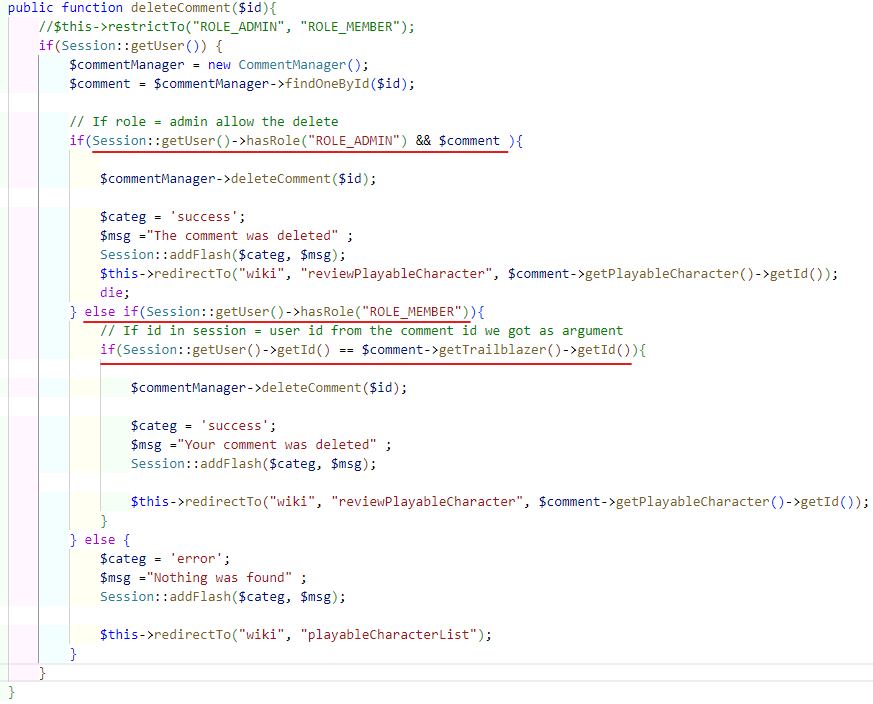 public function deleteComment($id){
    //$this->restrictTo("ROLE_ADMIN", "ROLE_MEMBER");
    if(Session::getUser()) {
        $commentManager = new CommentManager();
        $comment = $commentManager->findOneById($id);

        // If role = admin allow the delete
        if(Session::getUser()->hasRole("ROLE_ADMIN") && $comment ){

            $commentManager->deleteComment($id);

            $categ = 'success';
            $msg ="The comment was deleted" ;
            Session::addFlash($categ, $msg);
            $this->redirectTo("wiki", "reviewPlayableCharacter", $comment->getPlayableCharacter()->getId());
            die;
        } else if(Session::getUser()->hasRole("ROLE_MEMBER")){
            // If id in session = user id from the comment id we got as argument
            if(Session::getUser()->getId() == $comment->getTrailblazer()->getId()){

                $commentManager->deleteComment($id);

                $categ = 'success';
                $msg ="Your comment was deleted" ;
                Session::addFlash($categ, $msg);

                $this->redirectTo("wiki", "reviewPlayableCharacter", $comment->getPlayableCharacter()->getId());
            }
        } else {
            $categ = 'error';
            $msg ="Nothing was found" ;
            Session::addFlash($categ, $msg);

            $this->redirectTo("wiki", "playableCharacterList");
        }
    }
}